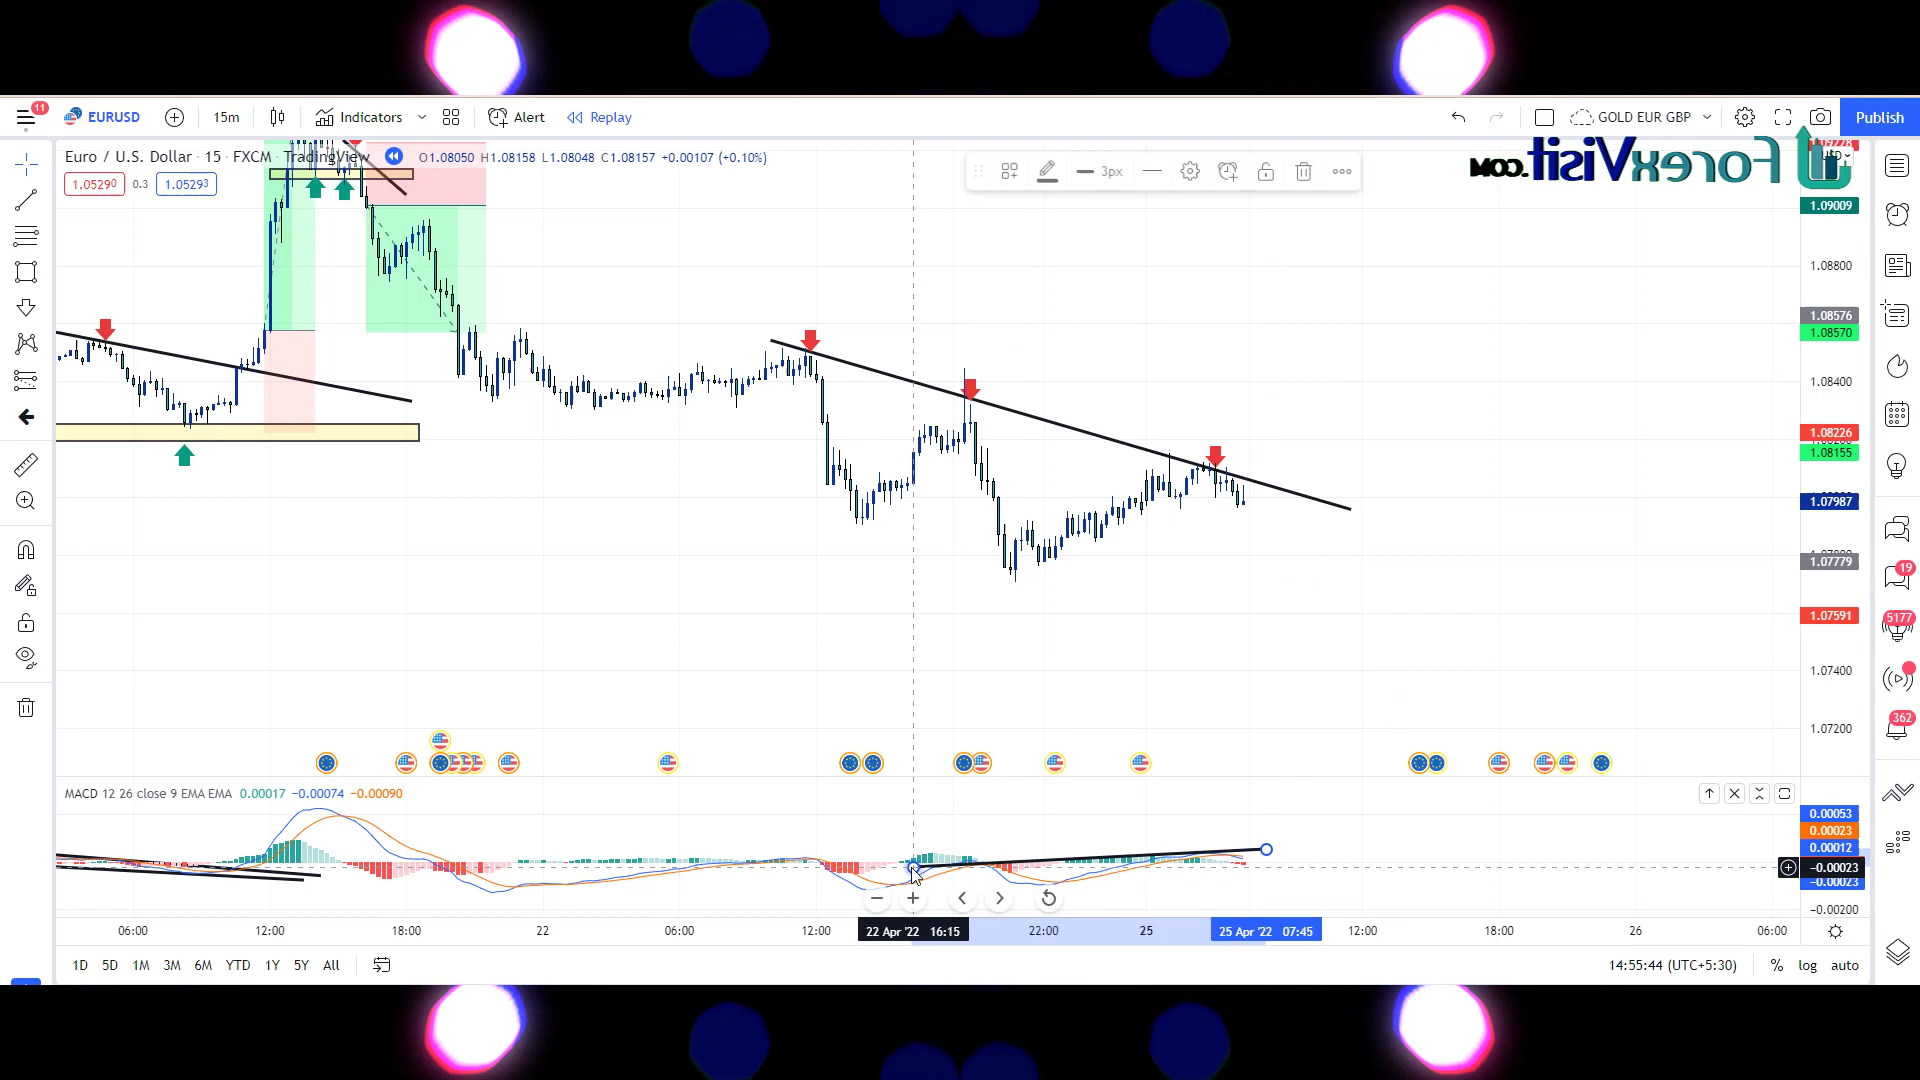 11 EURUSD 15m Indicators Alert Replay GOLD EUR GBP Publish
Euro / U.S. Dollar · 15 · FXCM · TradingView O1.08050 H1.08158 L1.08048 C1.08157 +0.00107 (+0.10%)
1.05290 0.3 1.05293
3px
ForexVisit.COM
1.09009
1.08800
1.08576
1.08570
1.08400
1.08226
1.08155
1.07987
1.07779
1.07591
1.07400
1.07200
19
5177
362
MACD 12 26 close 9 EMA EMA 0.00017 −0.00074 −0.00090
0.00053
0.00023
0.00012
−0.00023
−0.00023
−0.00200
06:00 12:00 18:00 22 06:00 12:00 22 Apr '22 16:15 22:00 25 25 Apr '22 07:45 12:00 18:00 26 06:00
1D 5D 1M 3M 6M YTD 1Y 5Y All 14:55:44 (UTC+5:30) % log auto